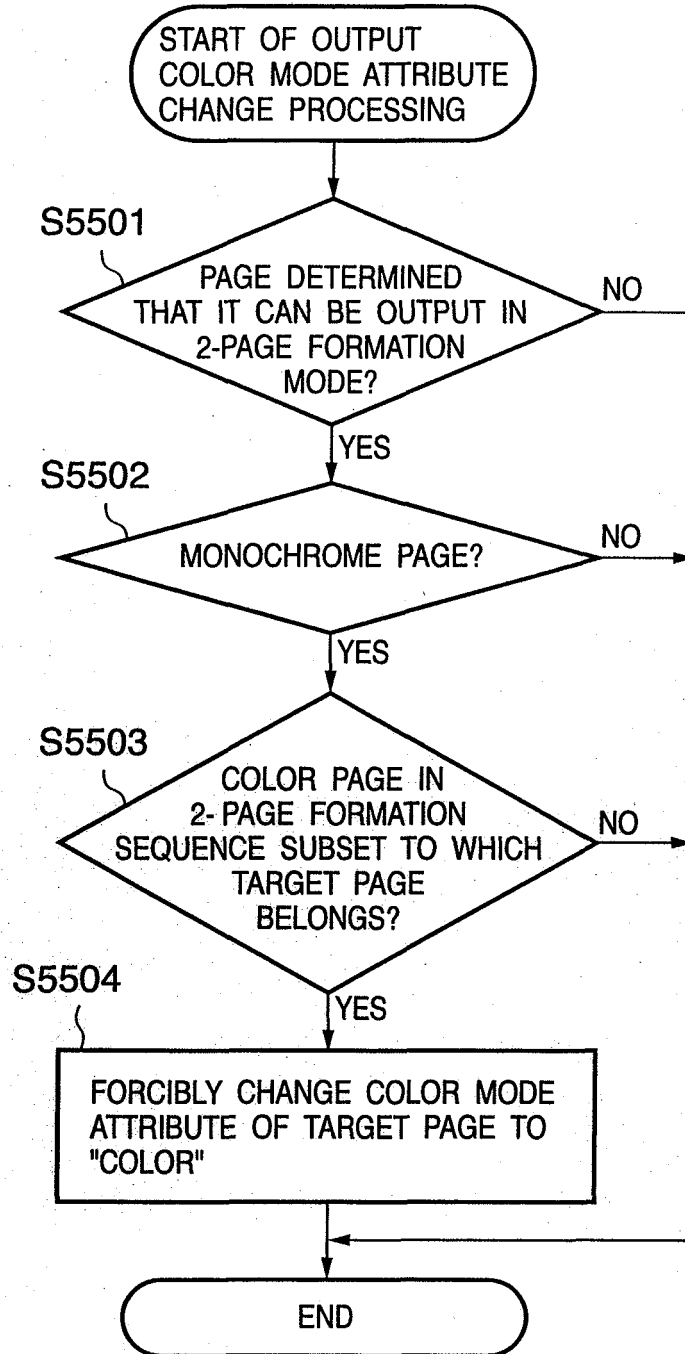 START OF OUTPUT
COLOR MODE ATTRIBUTE
CHANGE PROCESSING
S5501
PAGE DETERMINED
THAT IT CAN BE OUTPUT IN
2-PAGE FORMATION
MODE?
NO
YES
S5502
MONOCHROME PAGE?
NO
YES
S5503
COLOR PAGE IN
2- PAGE FORMATION
SEQUENCE SUBSET TO WHICH
TARGET PAGE
BELONGS?
NO
YES
S5504
FORCIBLY CHANGE COLOR MODE
ATTRIBUTE OF TARGET PAGE TO
"COLOR"
END